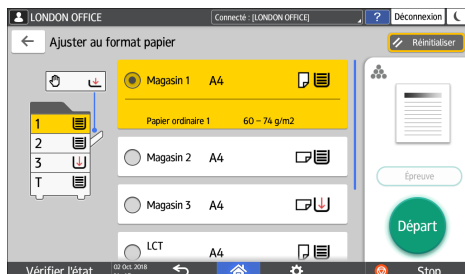 LONDON OFFICE
Connecté : [LONDON OFFICE]
?
Déconnexion
Ajuster au format papier
Réinitialiser
Magasin 1 A4
Papier ordinaire 1 60 – 74 g/m2
1
2
3
T
Magasin 2 A4
Magasin 3 A4
LCT A4
Épreuve
Départ
Vérifier l'état
02 Oct. 2018
Stop